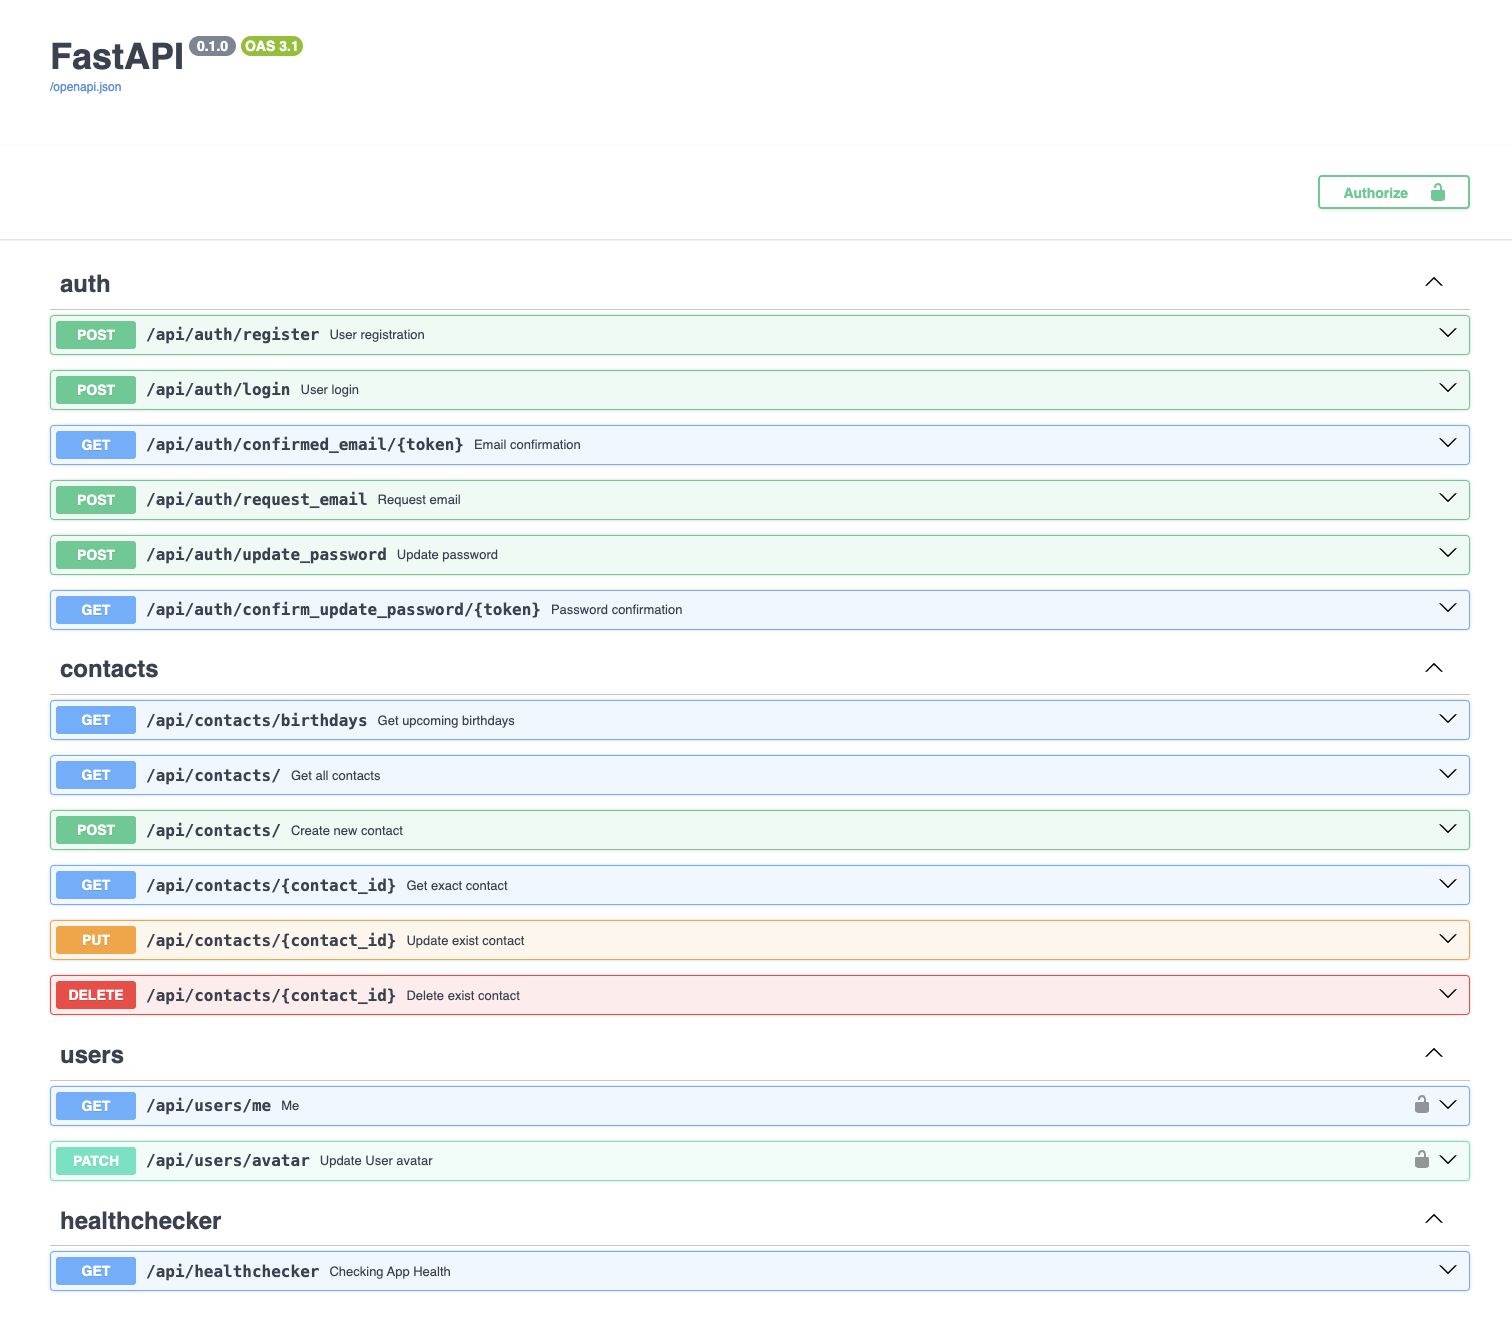 FastAPI 0.1.0 OAS 3.1
/openapi.json
Authorize
auth
POST /api/auth/register User registration
POST /api/auth/login User login
GET /api/auth/confirmed_email/{token} Email confirmation
POST /api/auth/request_email Request email
POST /api/auth/update_password Update password
GET /api/auth/confirm_update_password/{token} Password confirmation
contacts
GET /api/contacts/birthdays Get upcoming birthdays
GET /api/contacts/ Get all contacts
POST /api/contacts/ Create new contact
GET /api/contacts/{contact_id} Get exact contact
PUT /api/contacts/{contact_id} Update exist contact
DELETE /api/contacts/{contact_id} Delete exist contact
users
GET /api/users/me Me
PATCH /api/users/avatar Update User avatar
healthchecker
GET /api/healthchecker Checking App Health